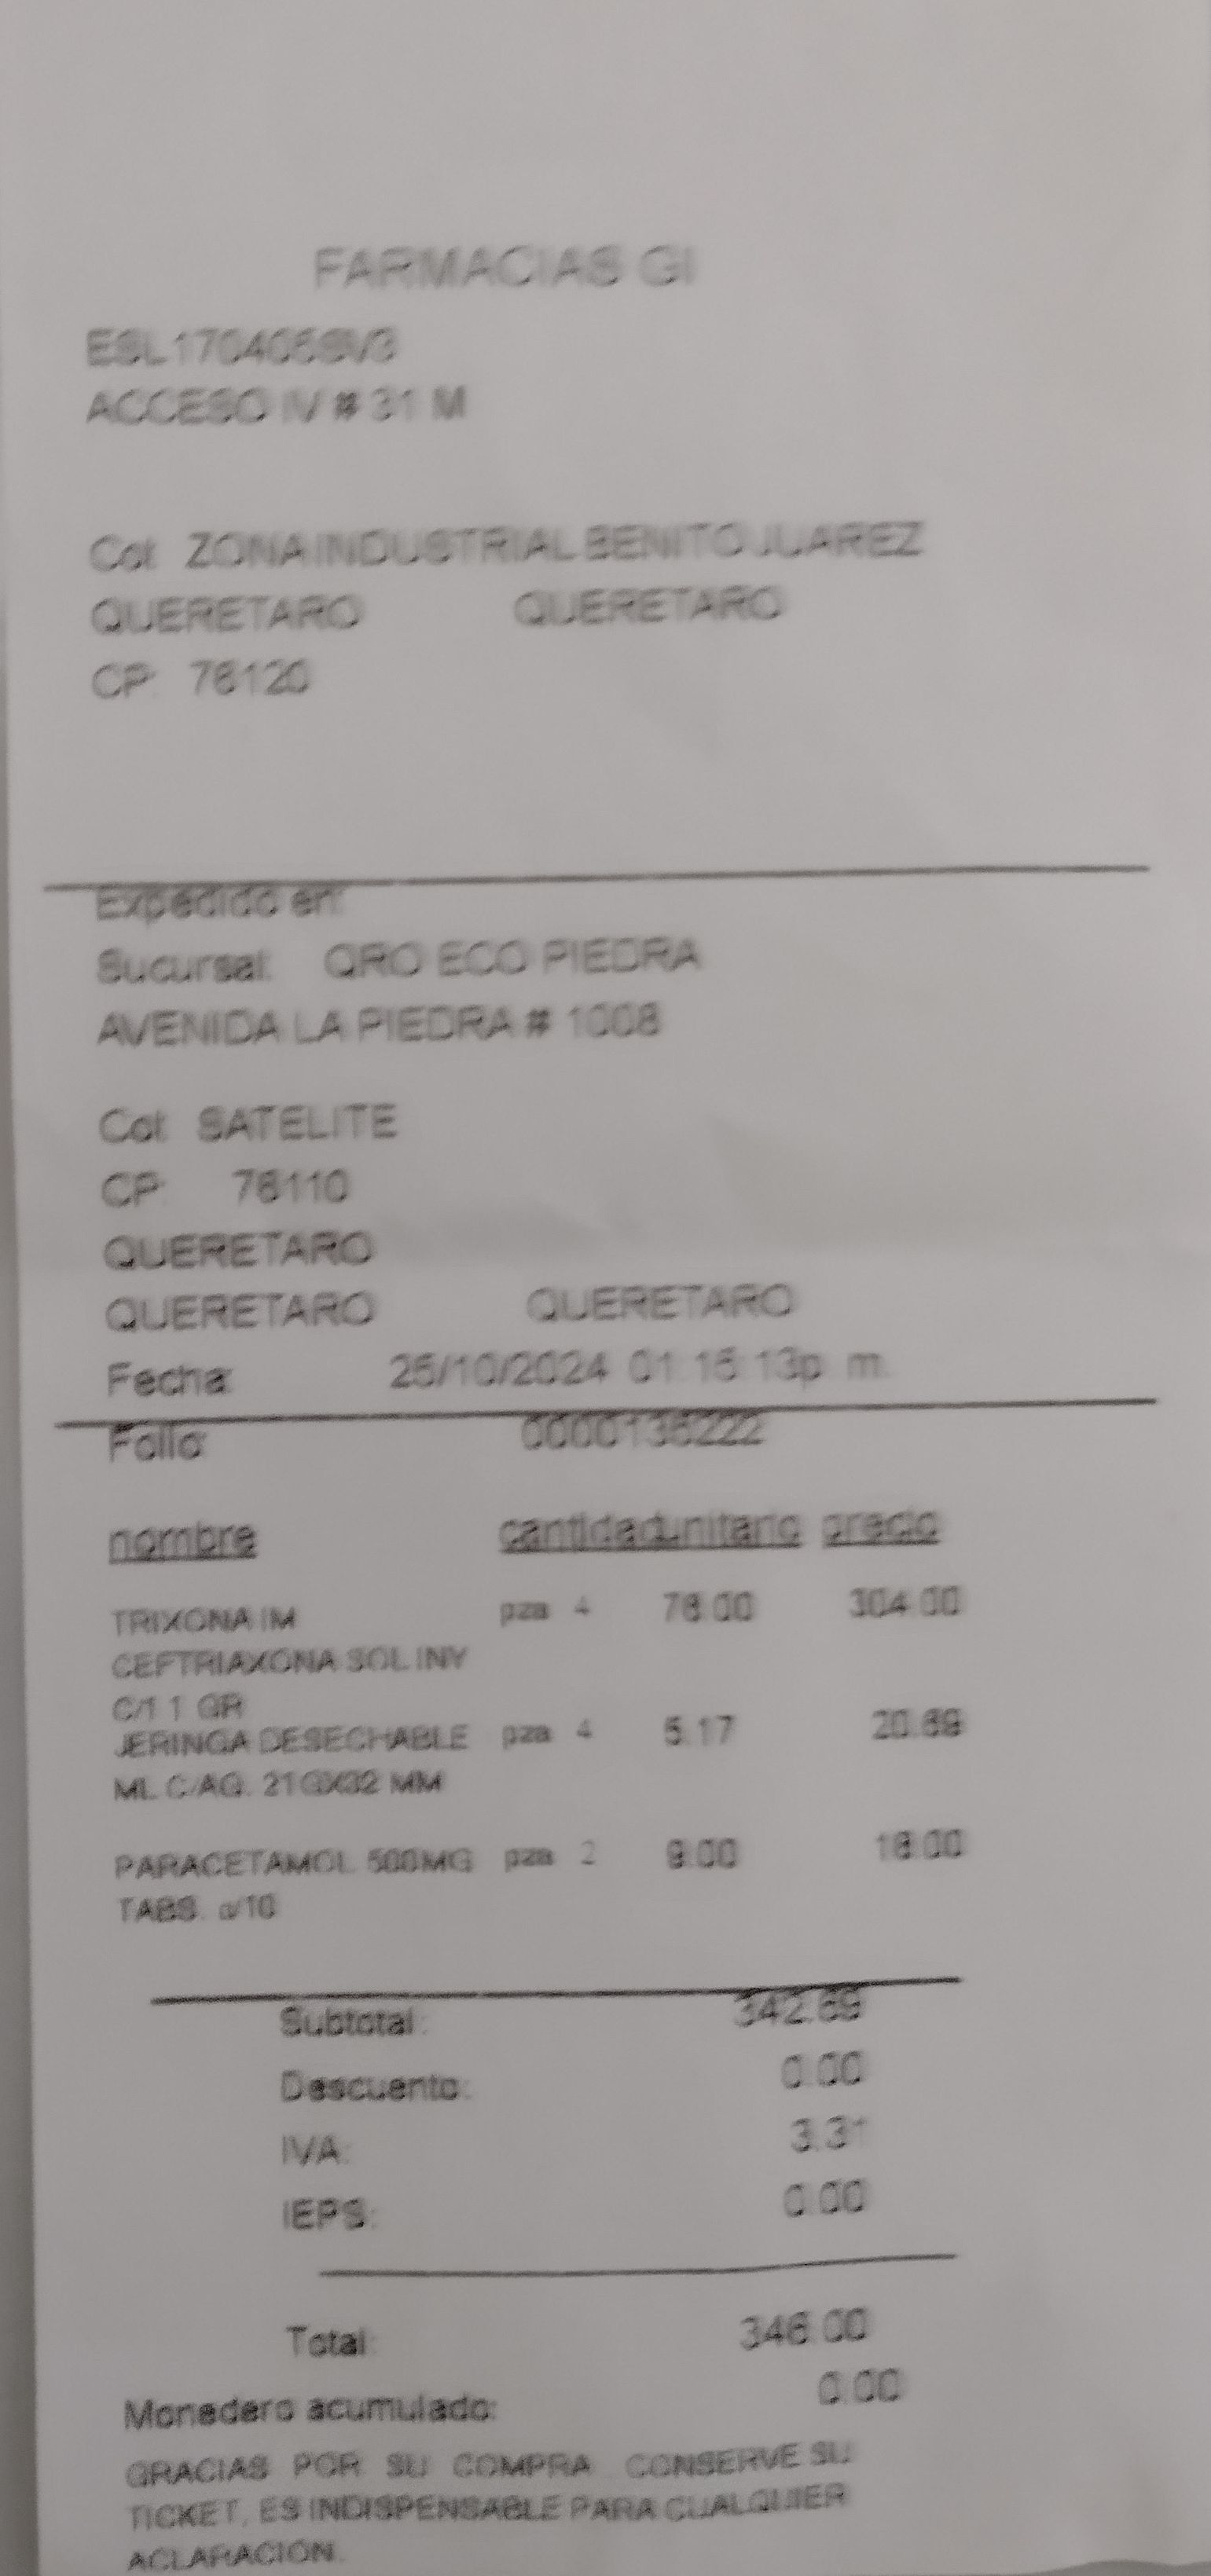 FARMACIAS GI
ACCESO IV # 31 M
Col: ZONA INDUSTRIAL BENITO JUAREZ
QUERETARO QUERETARO
CP: 76120
Expedido en:
Sucursal: QRO ECO PIEDRA
AVENIDA LA PIEDRA # 1008
Col: SATELITE
CP: 76110
QUERETARO
QUERETARO QUERETARO
Fecha: 01:15:13p. m.
Folio:
nombre cantidad unitario precio
TRIXONA IM pza 4 76.00 304.00
CEFTRIAXONA SOL INY
C/1 1 GR
JERINGA DESECHABLE pza 4 5.17 20.69
ML C/AG. 21GX32 MM
PARACETAMOL 500MG pza 2 9.00 18.00
TABS. c/10
Subtotal: 342.69
Descuento: 0.00
IVA: 3.31
IEPS: 0.00
Total: 346.00
Monedero acumulado: 0.00
GRACIAS POR SU COMPRA CONSERVE SU
TICKET, ES INDISPENSABLE PARA CUALQUIER
ACLARACION.